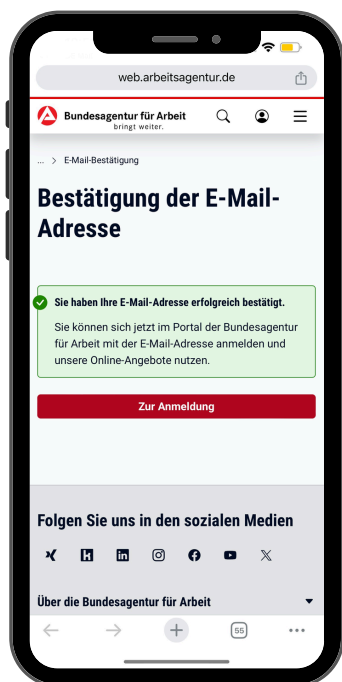 web.arbeitsagentur.de
Bundesagentur für Arbeit
bringt weiter.
... > E-Mail-Bestätigung
Bestätigung der E-Mail-
Adresse
Sie haben Ihre E-Mail-Adresse erfolgreich bestätigt.
Sie können sich jetzt im Portal der Bundesagentur
für Arbeit mit der E-Mail-Adresse anmelden und
unsere Online-Angebote nutzen.
Zur Anmeldung
Folgen Sie uns in den sozialen Medien
Über die Bundesagentur für Arbeit
55